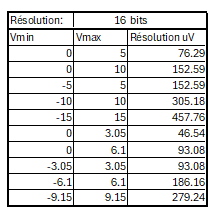 Résolution: 16 bits
Vmin Vmax Résolution uV
0 5 76.29
0 10 152.59
-5 5 152.59
-10 10 305.18
-15 15 457.76
0 3.05 46.54
0 6.1 93.08
-3.05 3.05 93.08
-6.1 6.1 186.16
-9.15 9.15 279.24